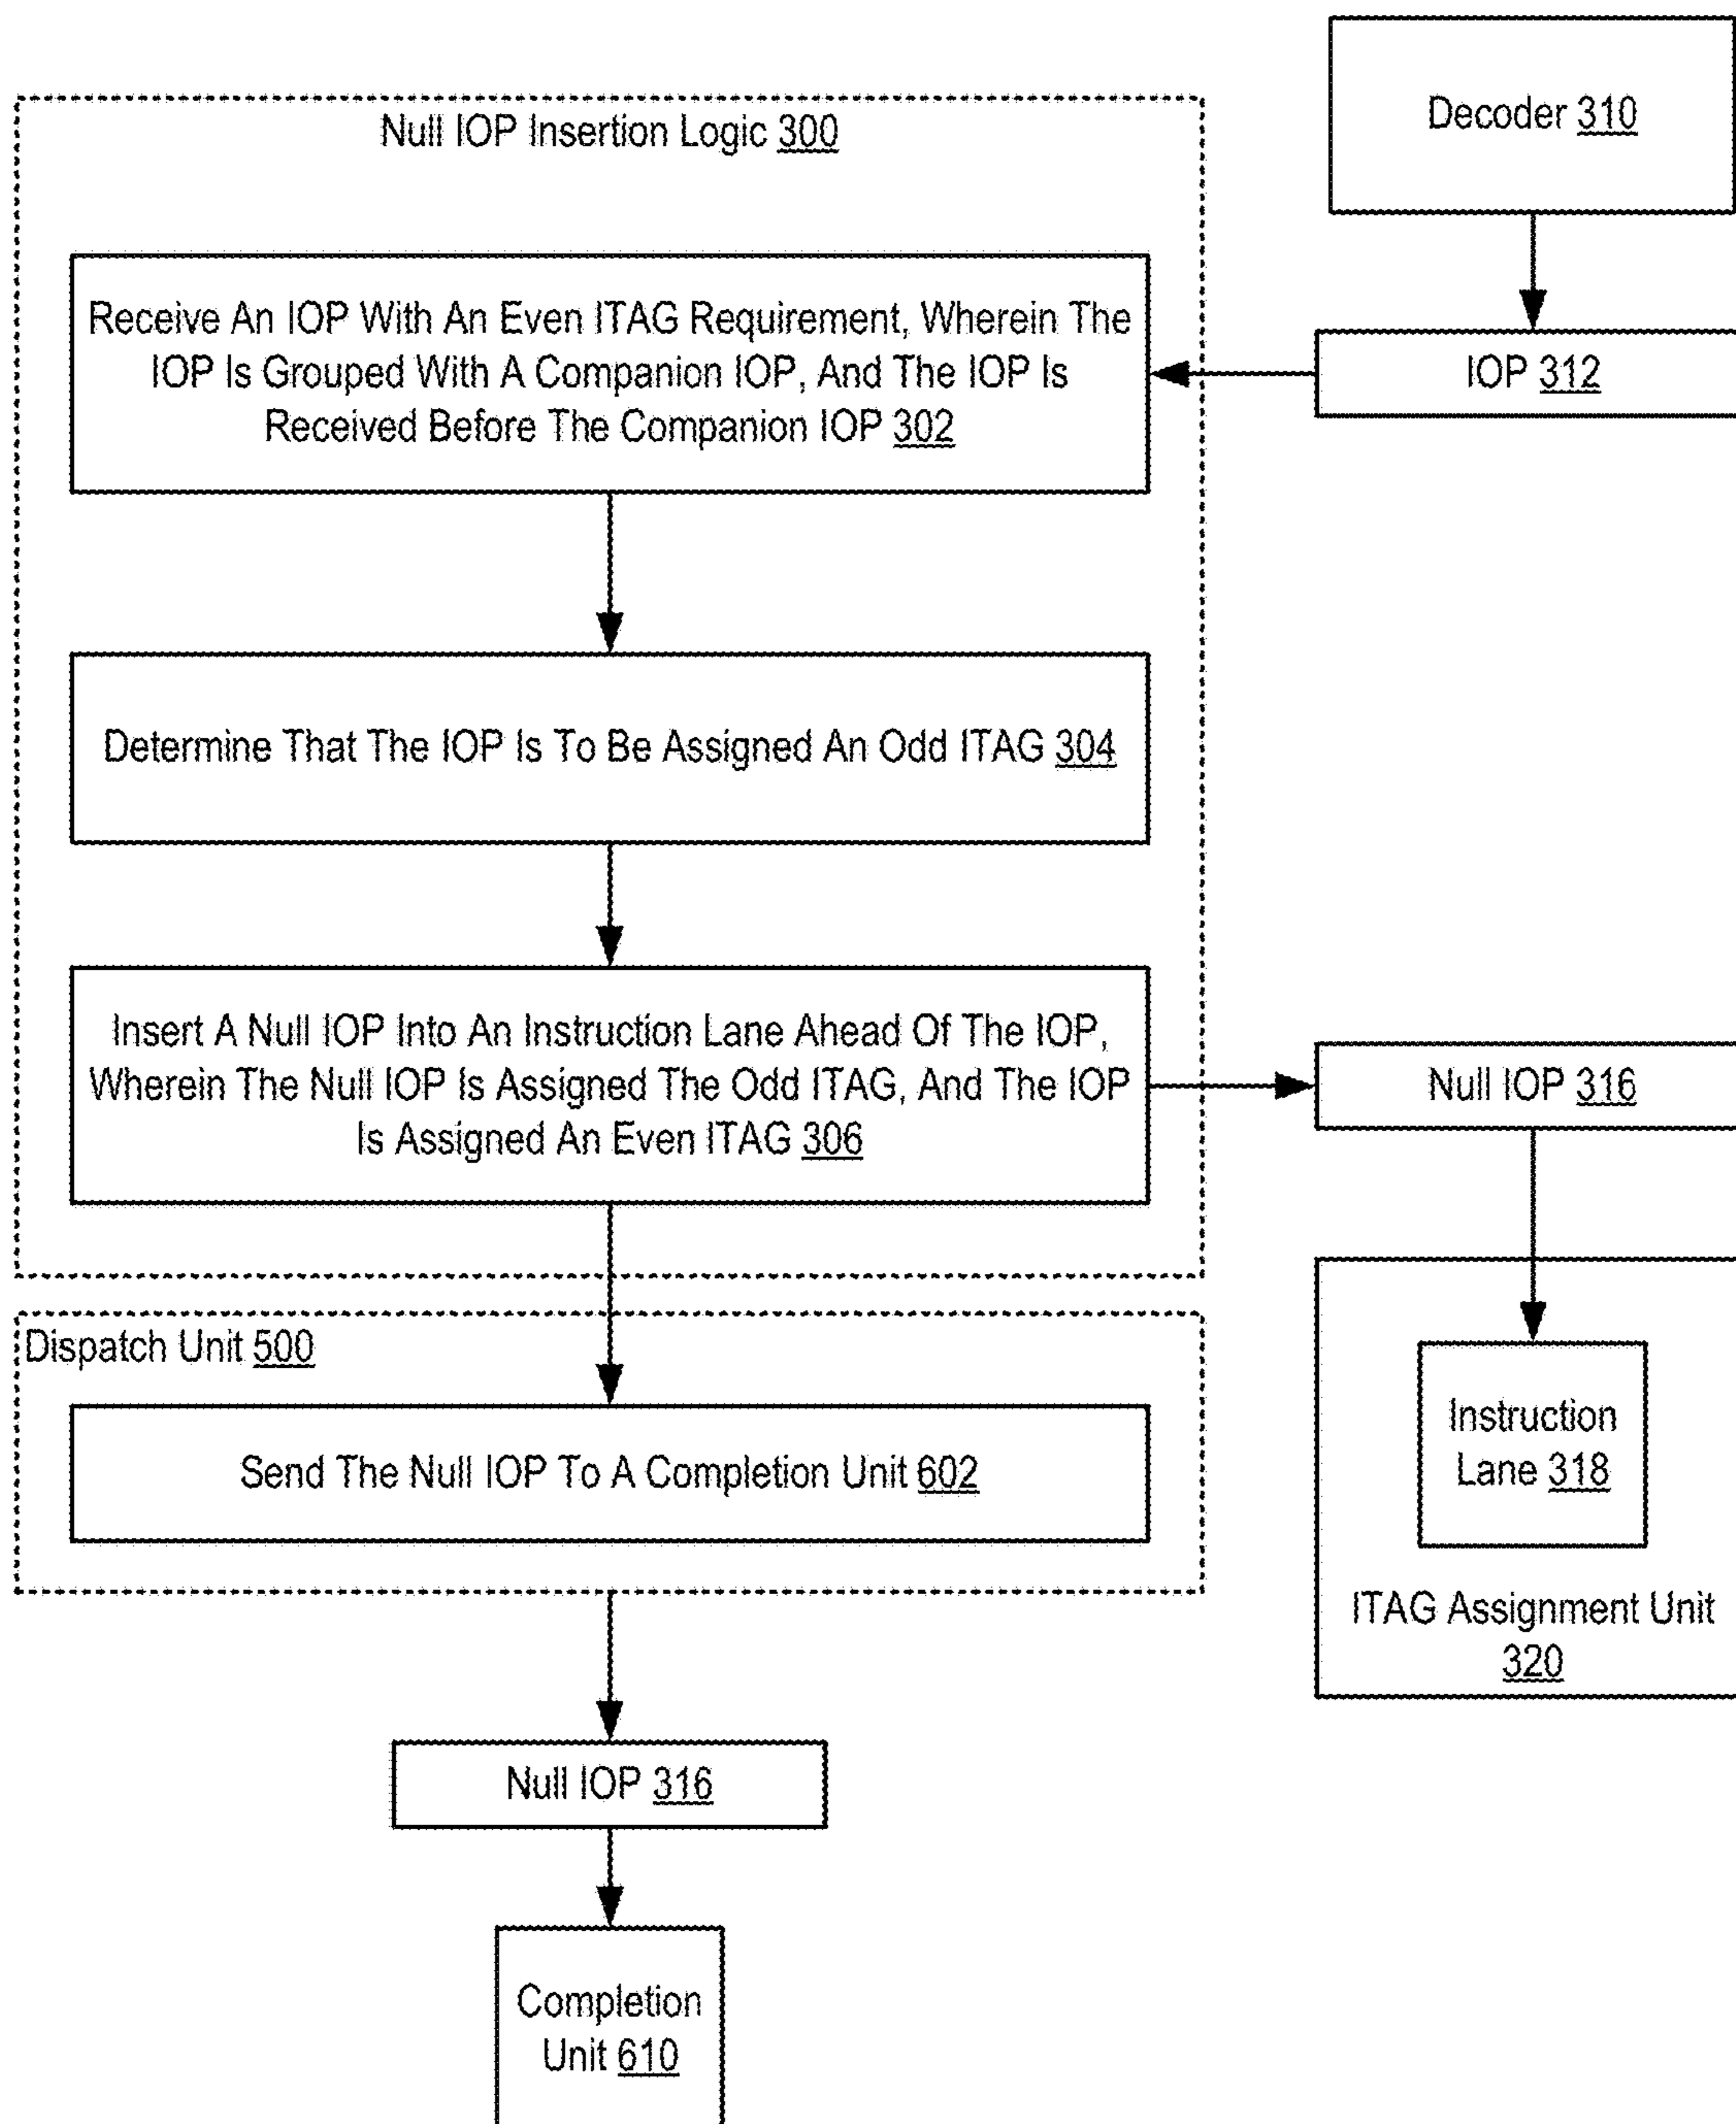 Decoder 310
Null IOP Insertion Logic 300
Receive An IOP With An Even ITAG Requirement, Wherein The
IOP Is Grouped With A Companion IOP, And The IOP Is
Received Before The Companion IOP 302
IOP 312
Determine That The IOP Is To Be Assigned An Odd ITAG 304
Insert A Null IOP Into An Instruction Lane Ahead Of The IOP,
Wherein The Null IOP Is Assigned The Odd ITAG, And The IOP
Is Assigned An Even ITAG 306
Null IOP 316
Dispatch Unit 500
Send The Null IOP To A Completion Unit 602
Instruction
Lane 318
ITAG Assignment Unit
320
Null IOP 316
Completion
Unit 610